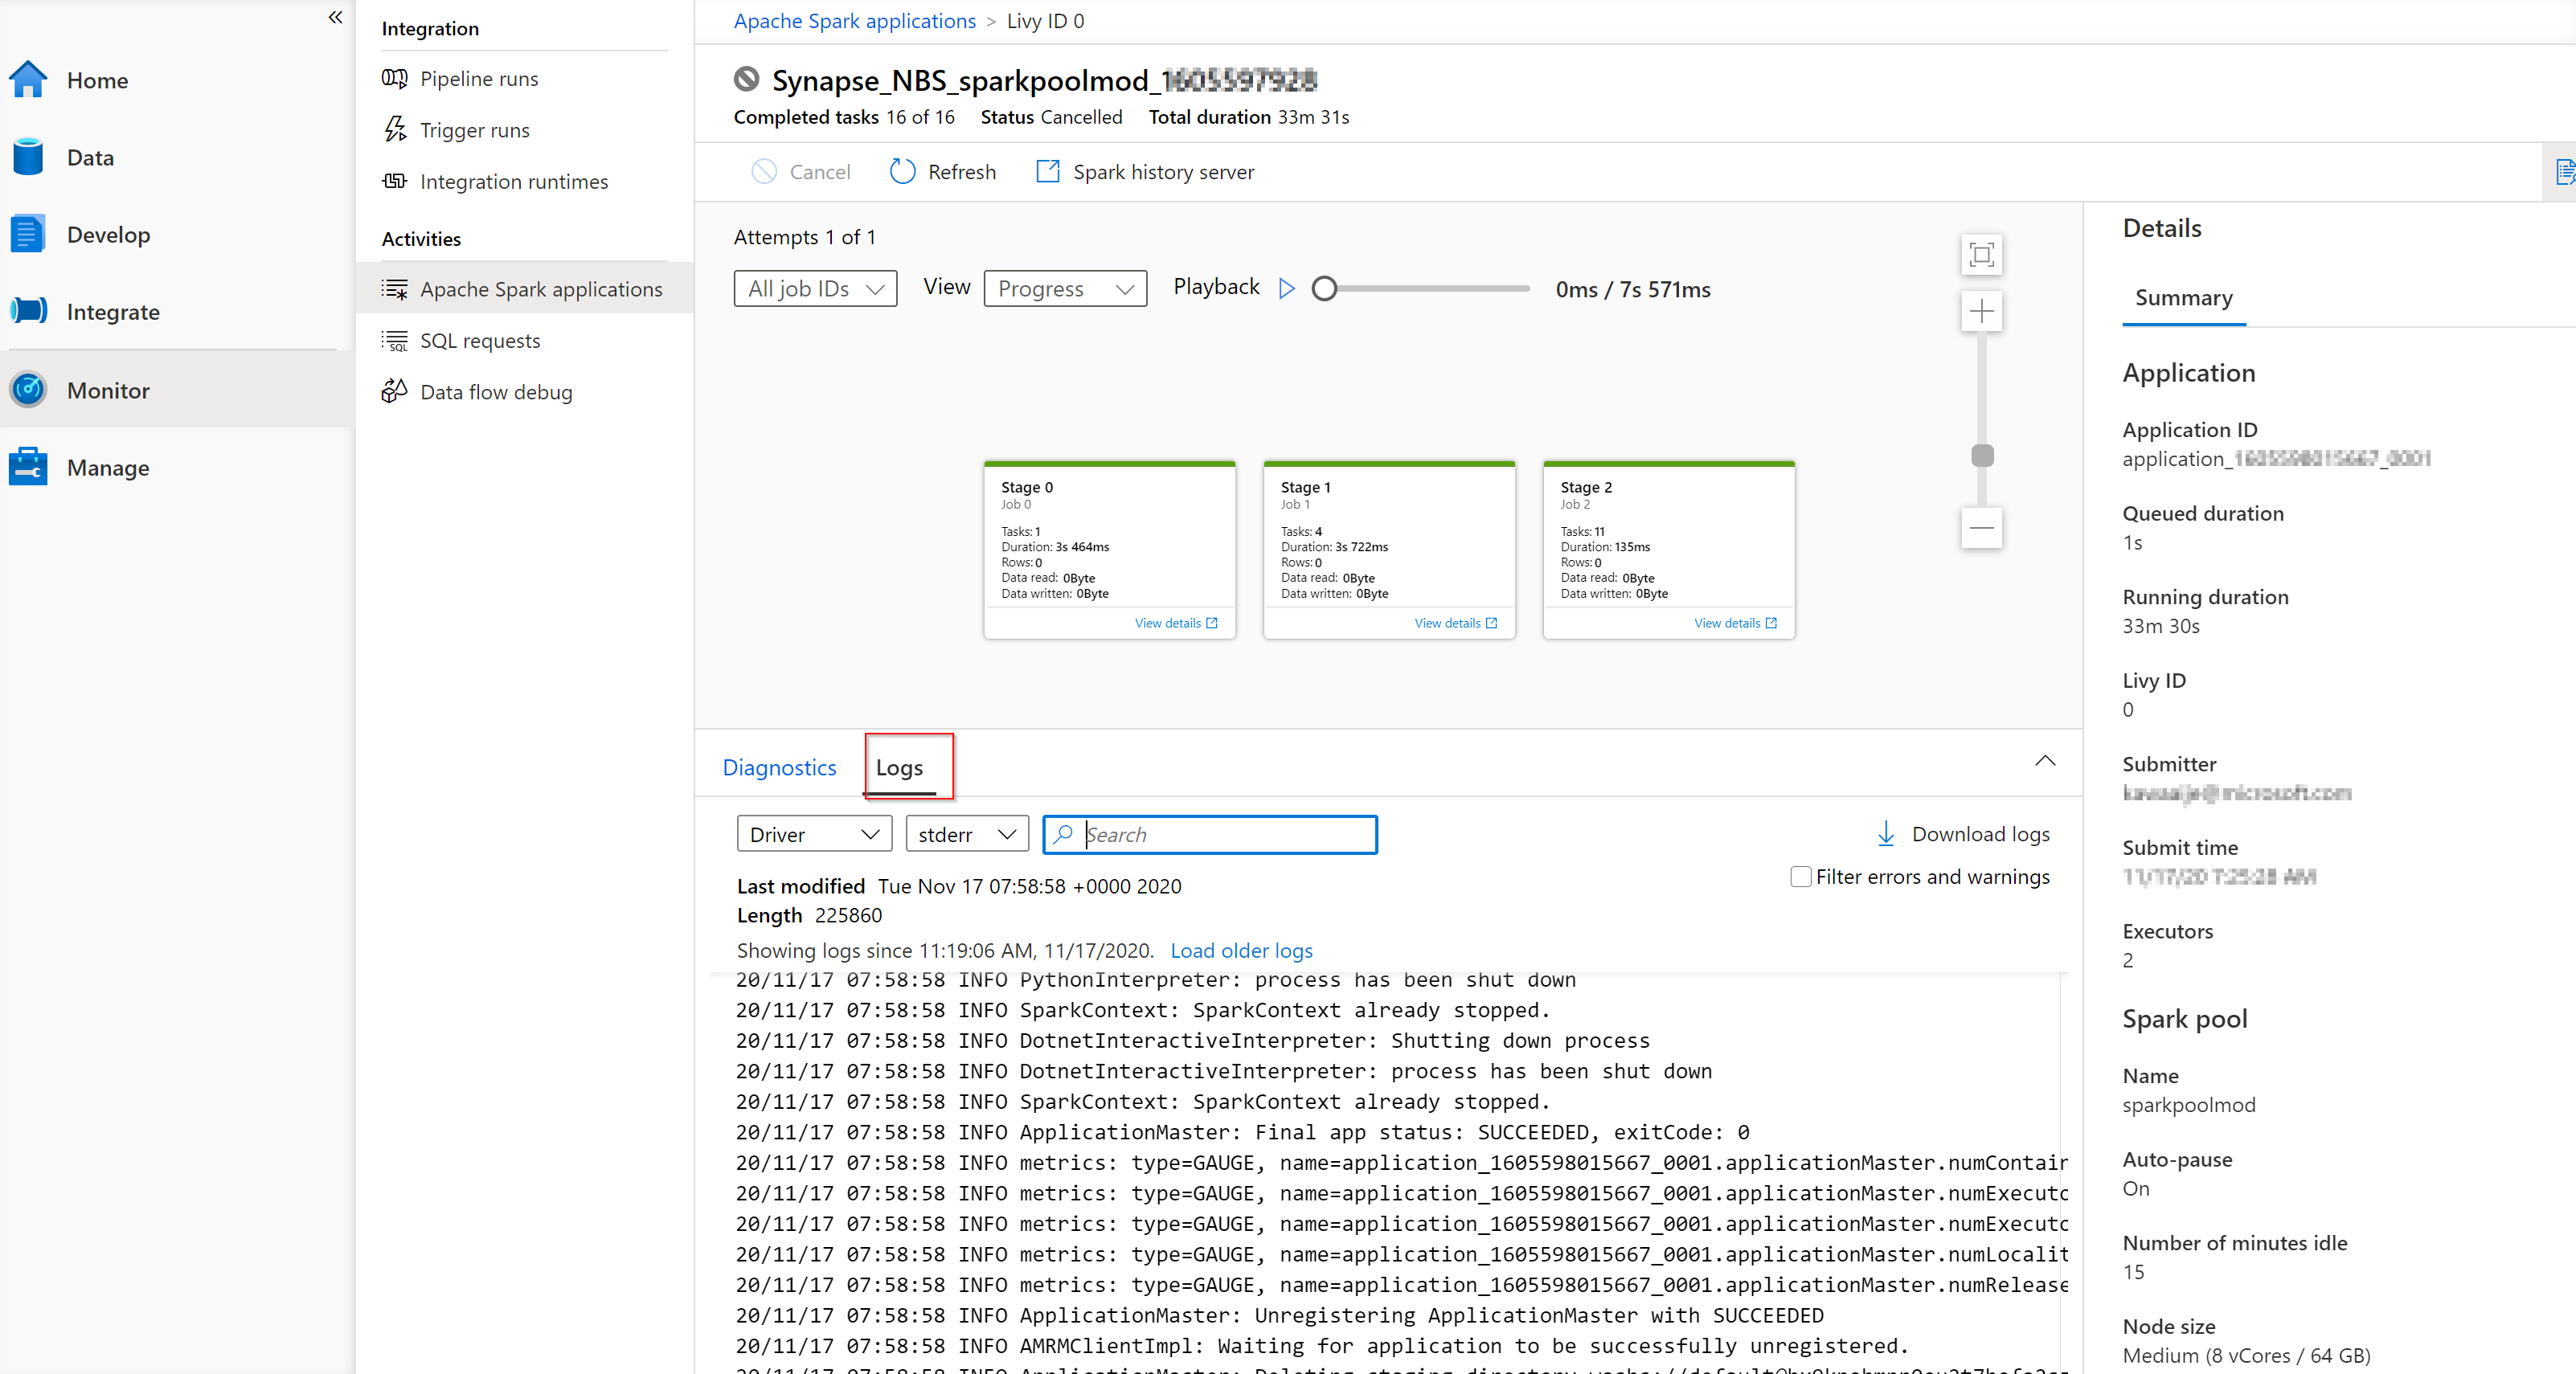 Home
Data
Develop
Integrate
Monitor
Manage
Integration
Pipeline runs
Trigger runs
Integration runtimes
Activities
Apache Spark applications
SQL requests
Data flow debug
Apache Spark applications > Livy ID 0
Synapse_NBS_sparkpoolmod_1605597928
Completed tasks 16 of 16 Status Cancelled Total duration 33m 31s
Cancel Refresh Spark history server
Attempts 1 of 1
All job IDs View Progress Playback 0ms / 7s 571ms
Stage 0
Job 0
Tasks: 1
Duration: 3s 464ms
Rows: 0
Data read: 0Byte
Data written: 0Byte
View details
Stage 1
Job 1
Tasks: 4
Duration: 3s 722ms
Rows: 0
Data read: 0Byte
Data written: 0Byte
View details
Stage 2
Job 2
Tasks: 11
Duration: 135ms
Rows: 0
Data read: 0Byte
Data written: 0Byte
View details
Diagnostics Logs
Driver stderr Search Download logs
Filter errors and warnings
Last modified Tue Nov 17 07:58:58 +0000 2020
Length 225860
Showing logs since 11:19:06 AM, 11/17/2020. Load older logs
20/11/17 07:58:58 INFO PythonInterpreter: process has been shut down
20/11/17 07:58:58 INFO SparkContext: SparkContext already stopped.
20/11/17 07:58:58 INFO DotnetInteractiveInterpreter: Shutting down process
20/11/17 07:58:58 INFO DotnetInteractiveInterpreter: process has been shut down
20/11/17 07:58:58 INFO SparkContext: SparkContext already stopped.
20/11/17 07:58:58 INFO ApplicationMaster: Final app status: SUCCEEDED, exitCode: 0
20/11/17 07:58:58 INFO metrics: type=GAUGE, name=application_1605598015667_0001.applicationMaster.numContain
20/11/17 07:58:58 INFO metrics: type=GAUGE, name=application_1605598015667_0001.applicationMaster.numExecuto
20/11/17 07:58:58 INFO metrics: type=GAUGE, name=application_1605598015667_0001.applicationMaster.numExecuto
20/11/17 07:58:58 INFO metrics: type=GAUGE, name=application_1605598015667_0001.applicationMaster.numLocalit
20/11/17 07:58:58 INFO metrics: type=GAUGE, name=application_1605598015667_0001.applicationMaster.numRelease
20/11/17 07:58:58 INFO ApplicationMaster: Unregistering ApplicationMaster with SUCCEEDED
20/11/17 07:58:58 INFO AMRMClientImpl: Waiting for application to be successfully unregistered.
20/11/17 07:58:58 INFO ApplicationMaster: Deleting staging directory
Details
Summary
Application
Application ID
application_1605598015667_0001
Queued duration
1s
Running duration
33m 30s
Livy ID
0
Submitter
Submit time
Executors
2
Spark pool
Name
sparkpoolmod
Auto-pause
On
Number of minutes idle
15
Node size
Medium (8 vCores / 64 GB)